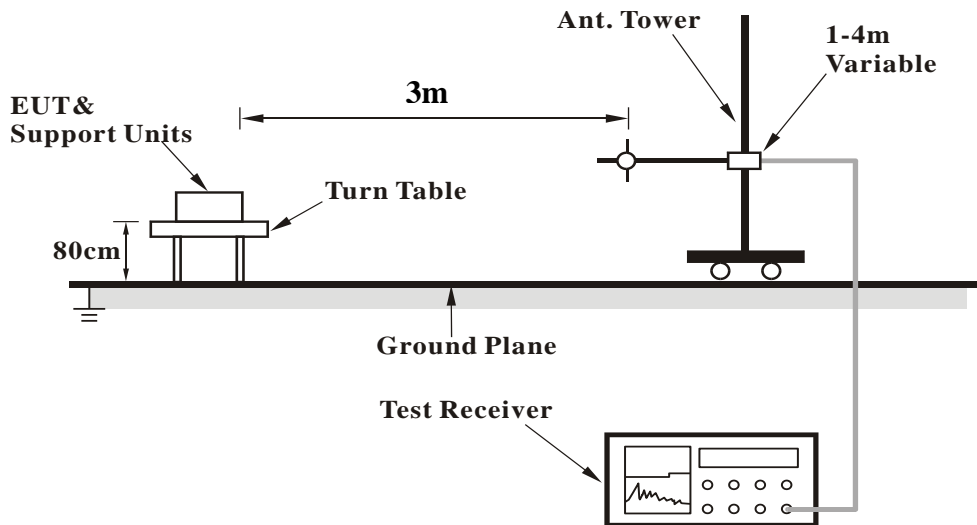 Ant. Tower
1-4m
Variable
3m
EUT&
Support Units
Turn Table
80cm
Ground Plane
Test Receiver